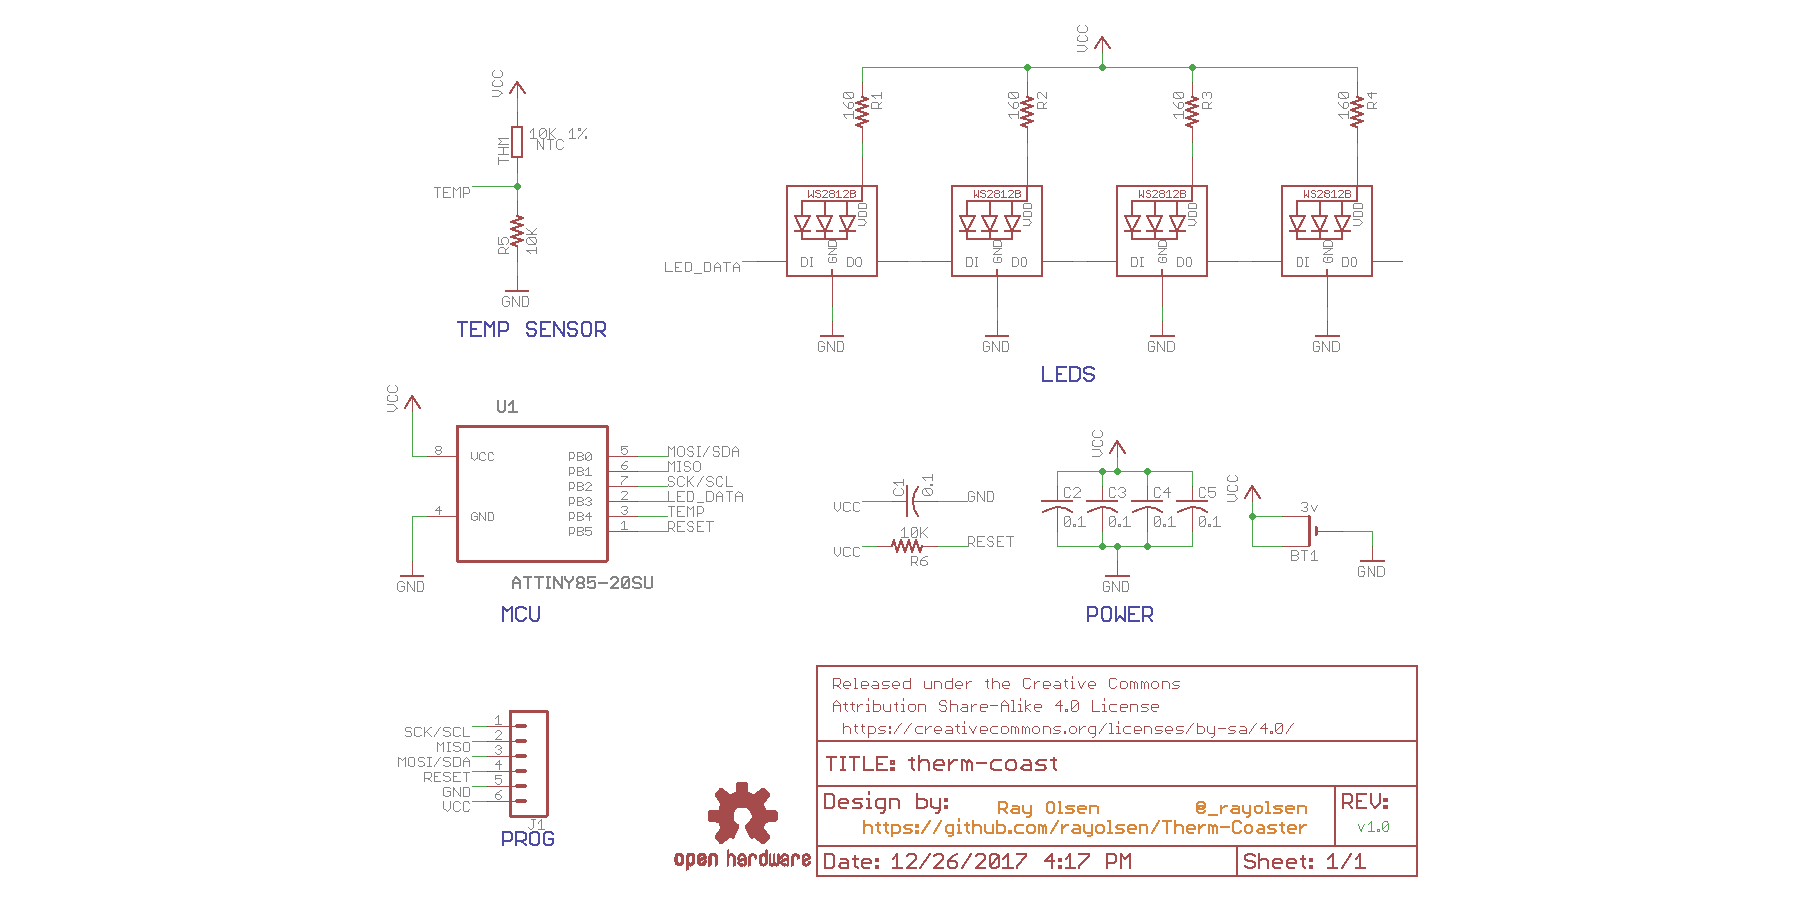 VCC
THM
10K 1%
NTC
TEMP
R5
10K
GND
TEMP SENSOR
VCC
160
R1
160
R2
160
R3
160
R4
WS2812B
VDD
GND
DI
DO
WS2812B
VDD
GND
DI
DO
WS2812B
VDD
GND
DI
DO
WS2812B
VDD
GND
DI
DO
LED_DATA
GND
GND
GND
GND
LEDS
VCC
U1
8
VCC
4
GND
PB0
5
MOSI/SDA
PB1
6
MISO
PB2
7
SCK/SCL
PB3
2
LED_DATA
PB4
3
TEMP
PB5
1
RESET
GND
ATTINY85-20SU
MCU
VCC
C1
0.1
GND
VCC
10K
R6
RESET
VCC
C2
0.1
C3
0.1
C4
0.1
C5
0.1
GND
VCC
3v
BT1
GND
POWER
1
SCK/SCL
2
MISO
3
MOSI/SDA
4
RESET
5
GND
6
VCC
J1
PROG
open hardware
Released under the Creative Commons
Attribution Share-Alike 4.0 License
https://creativecommons.org/licenses/by-sa/4.0/
TITLE: therm-coast
Design by: Ray Olsen @_rayolsen
https://github.com/rayolsen/Therm-Coaster
REV:
v1.0
Date: 12/26/2017 4:17 PM
Sheet: 1/1